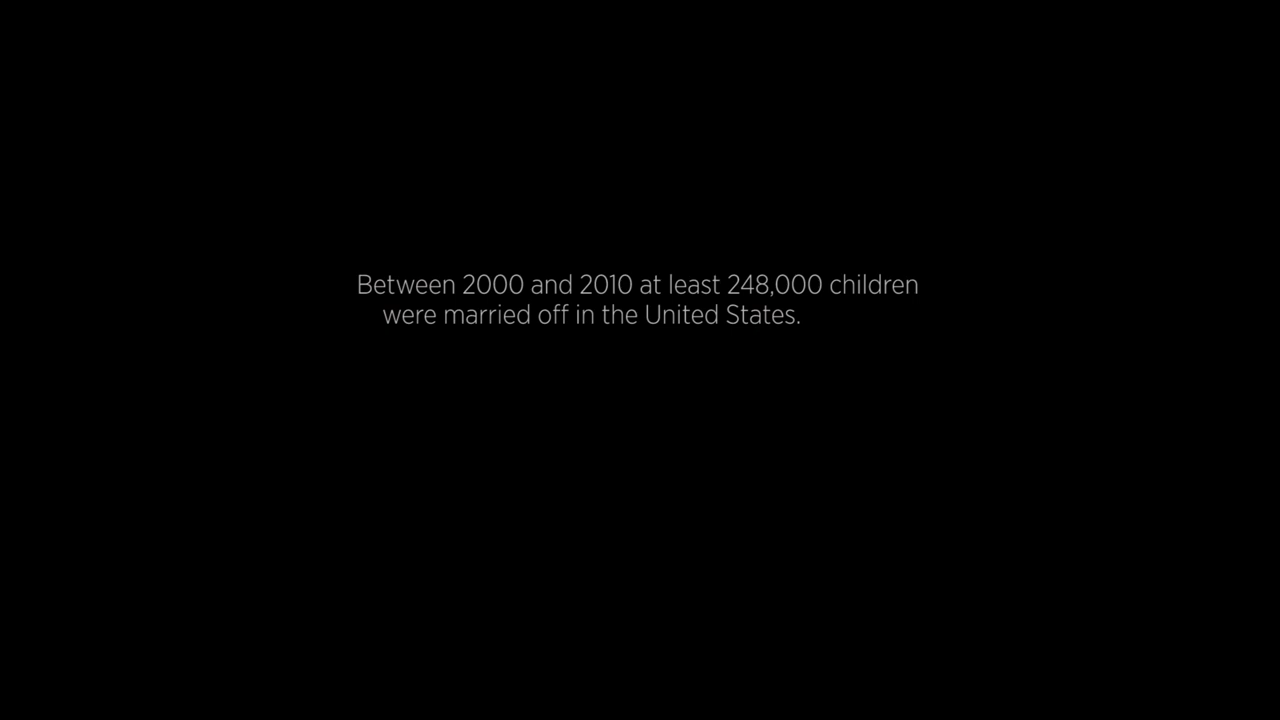 Between 2000 and 2010 at least 248,000 children
were married off in the United States.